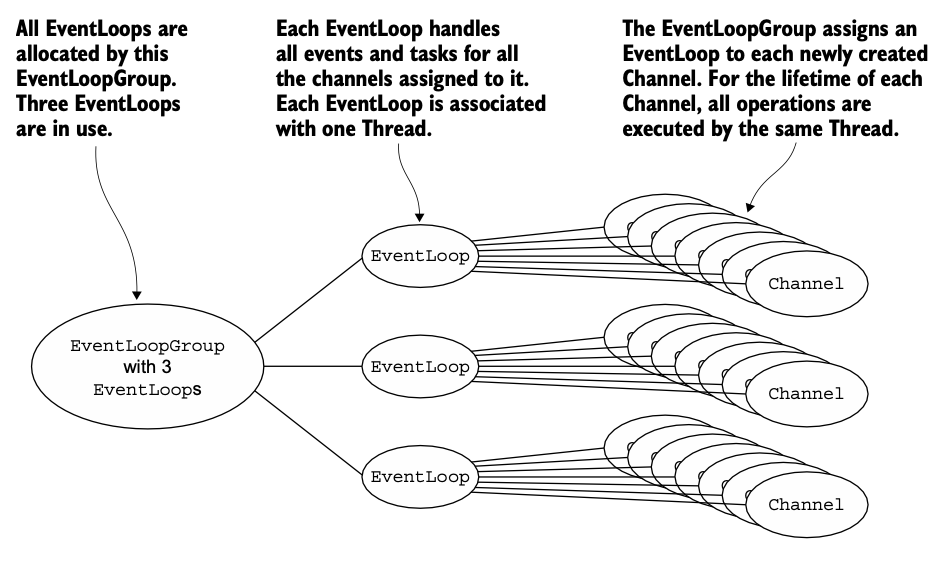 All EventLoops are
allocated by this
EventLoopGroup.
Three EventLoops
are in use.
Each EventLoop handles
all events and tasks for all
the channels assigned to it.
Each EventLoop is associated
with one Thread.
The EventLoopGroup assigns an
EventLoop to each newly created
Channel. For the lifetime of each
Channel, all operations are
executed by the same Thread.
EventLoop
Channel
EventLoopGroup
with 3
EventLoops
EventLoop
Channel
EventLoop
Channel